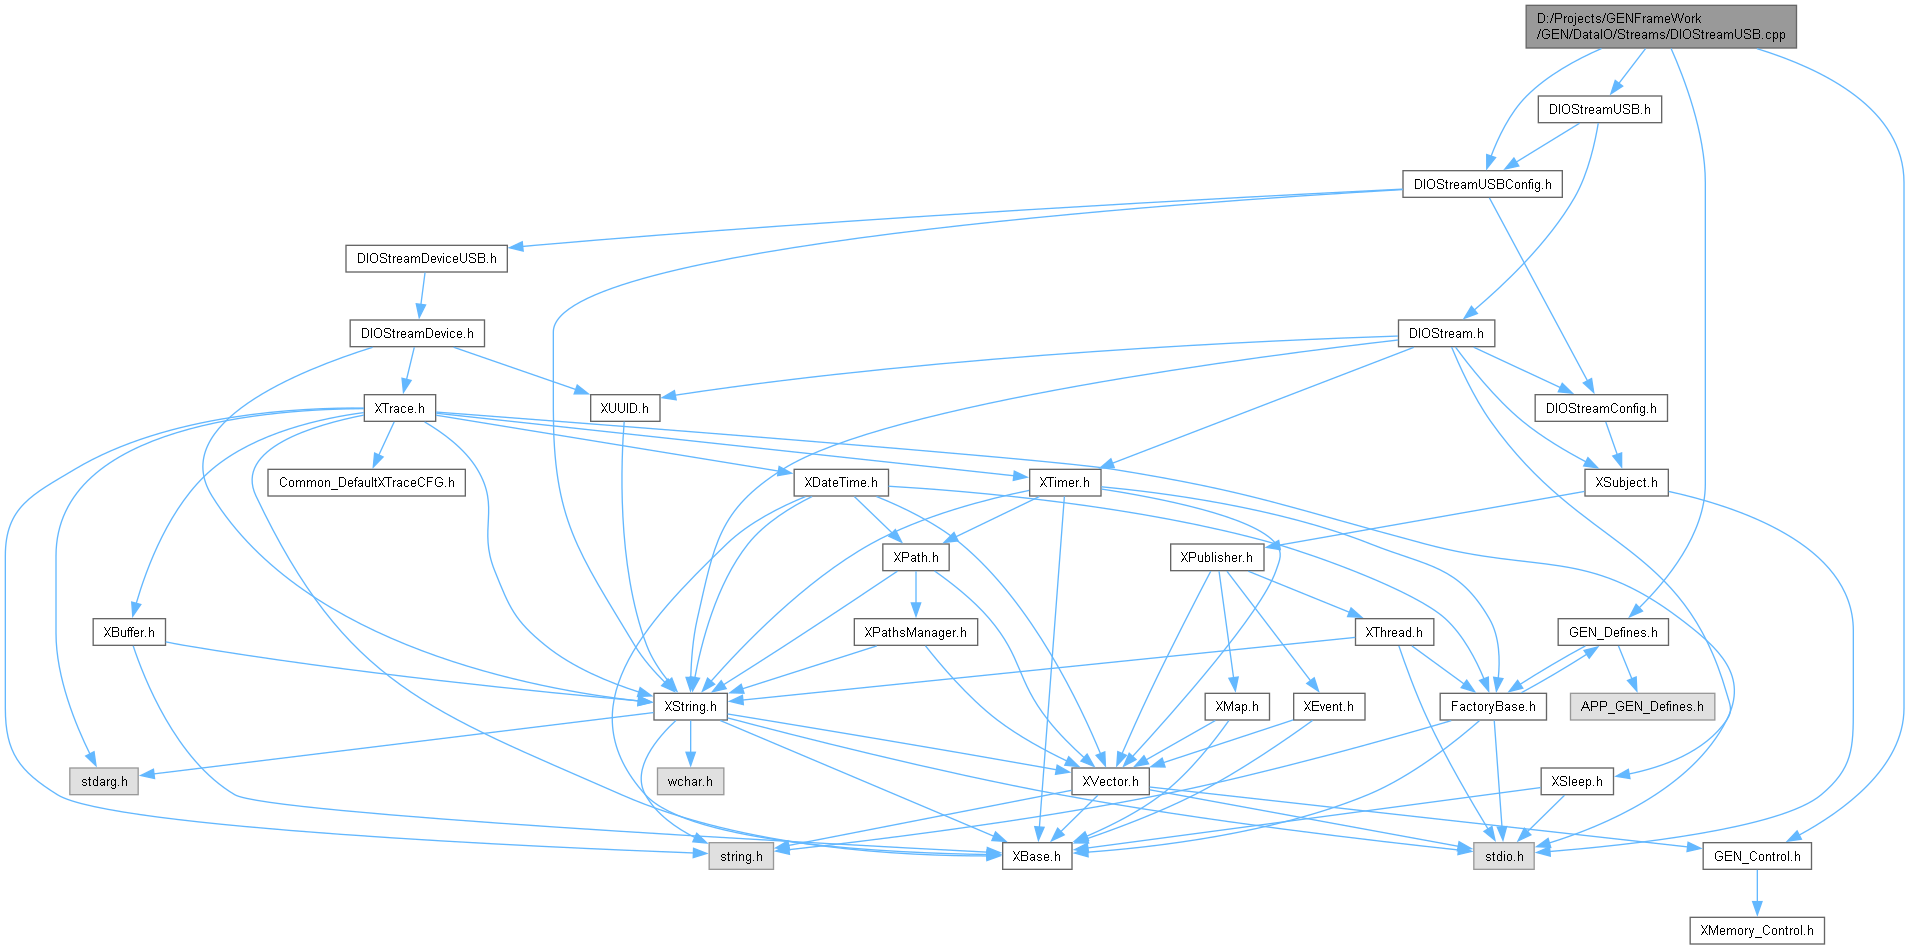 D:/Projects/GENFrameWork
/GEN/DataIO/Streams/DIOStreamUSB.cpp
DIOStreamUSB.h
DIOStreamUSBConfig.h
DIOStreamDeviceUSB.h
DIOStreamDevice.h
DIOStream.h
XTrace.h
XUUID.h
DIOStreamConfig.h
Common_DefaultXTraceCFG.h
XDateTime.h
XTimer.h
XSubject.h
XPath.h
XPublisher.h
XBuffer.h
XPathsManager.h
XThread.h
GEN_Defines.h
XString.h
XMap.h
XEvent.h
FactoryBase.h
APP_GEN_Defines.h
stdarg.h
wchar.h
XVector.h
XSleep.h
string.h
XBase.h
stdio.h
GEN_Control.h
XMemory_Control.h